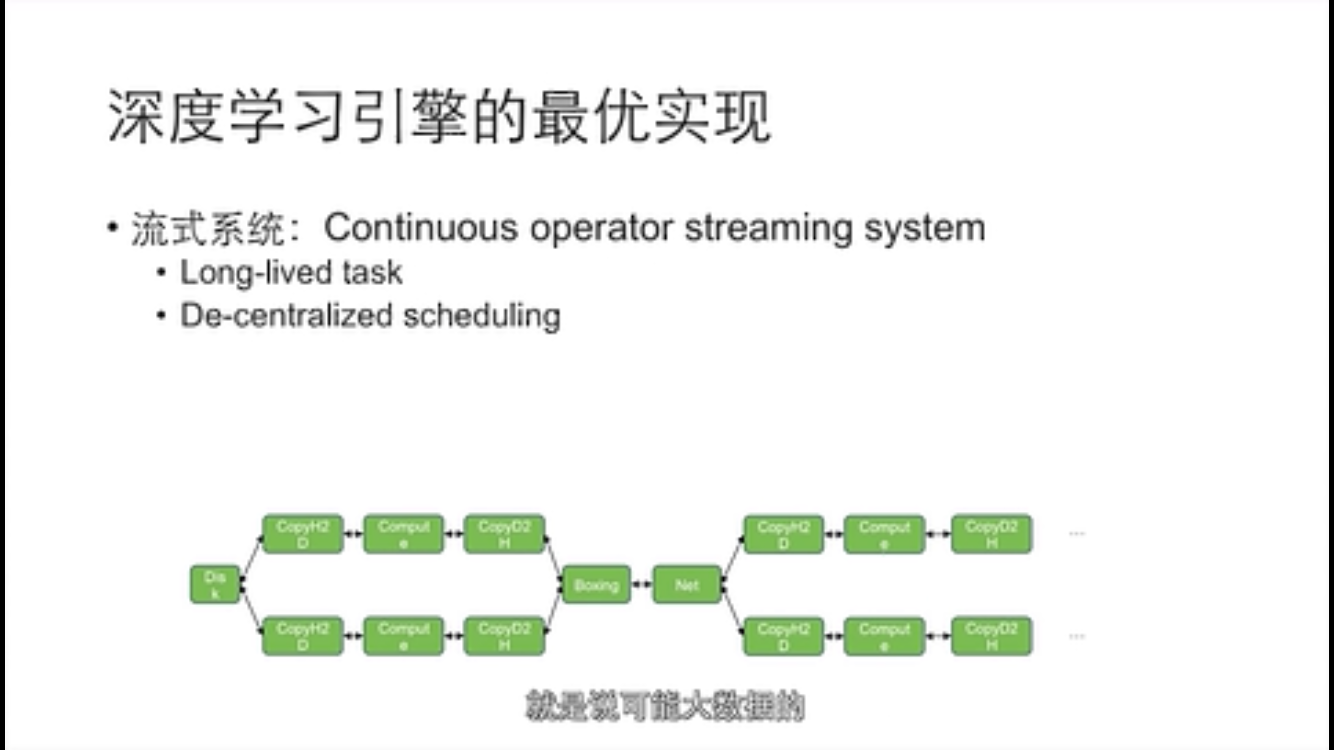 深度学习引擎的最优实现
• 流式系统：Continuous operator streaming system
• Long-lived task
• De-centralized scheduling
CopyH2D Compute CopyD2H CopyH2D Compute CopyD2H ...
Disk Boxing Net
CopyH2D Compute CopyD2H CopyH2D Compute CopyD2H ...
就是说可能大数据的